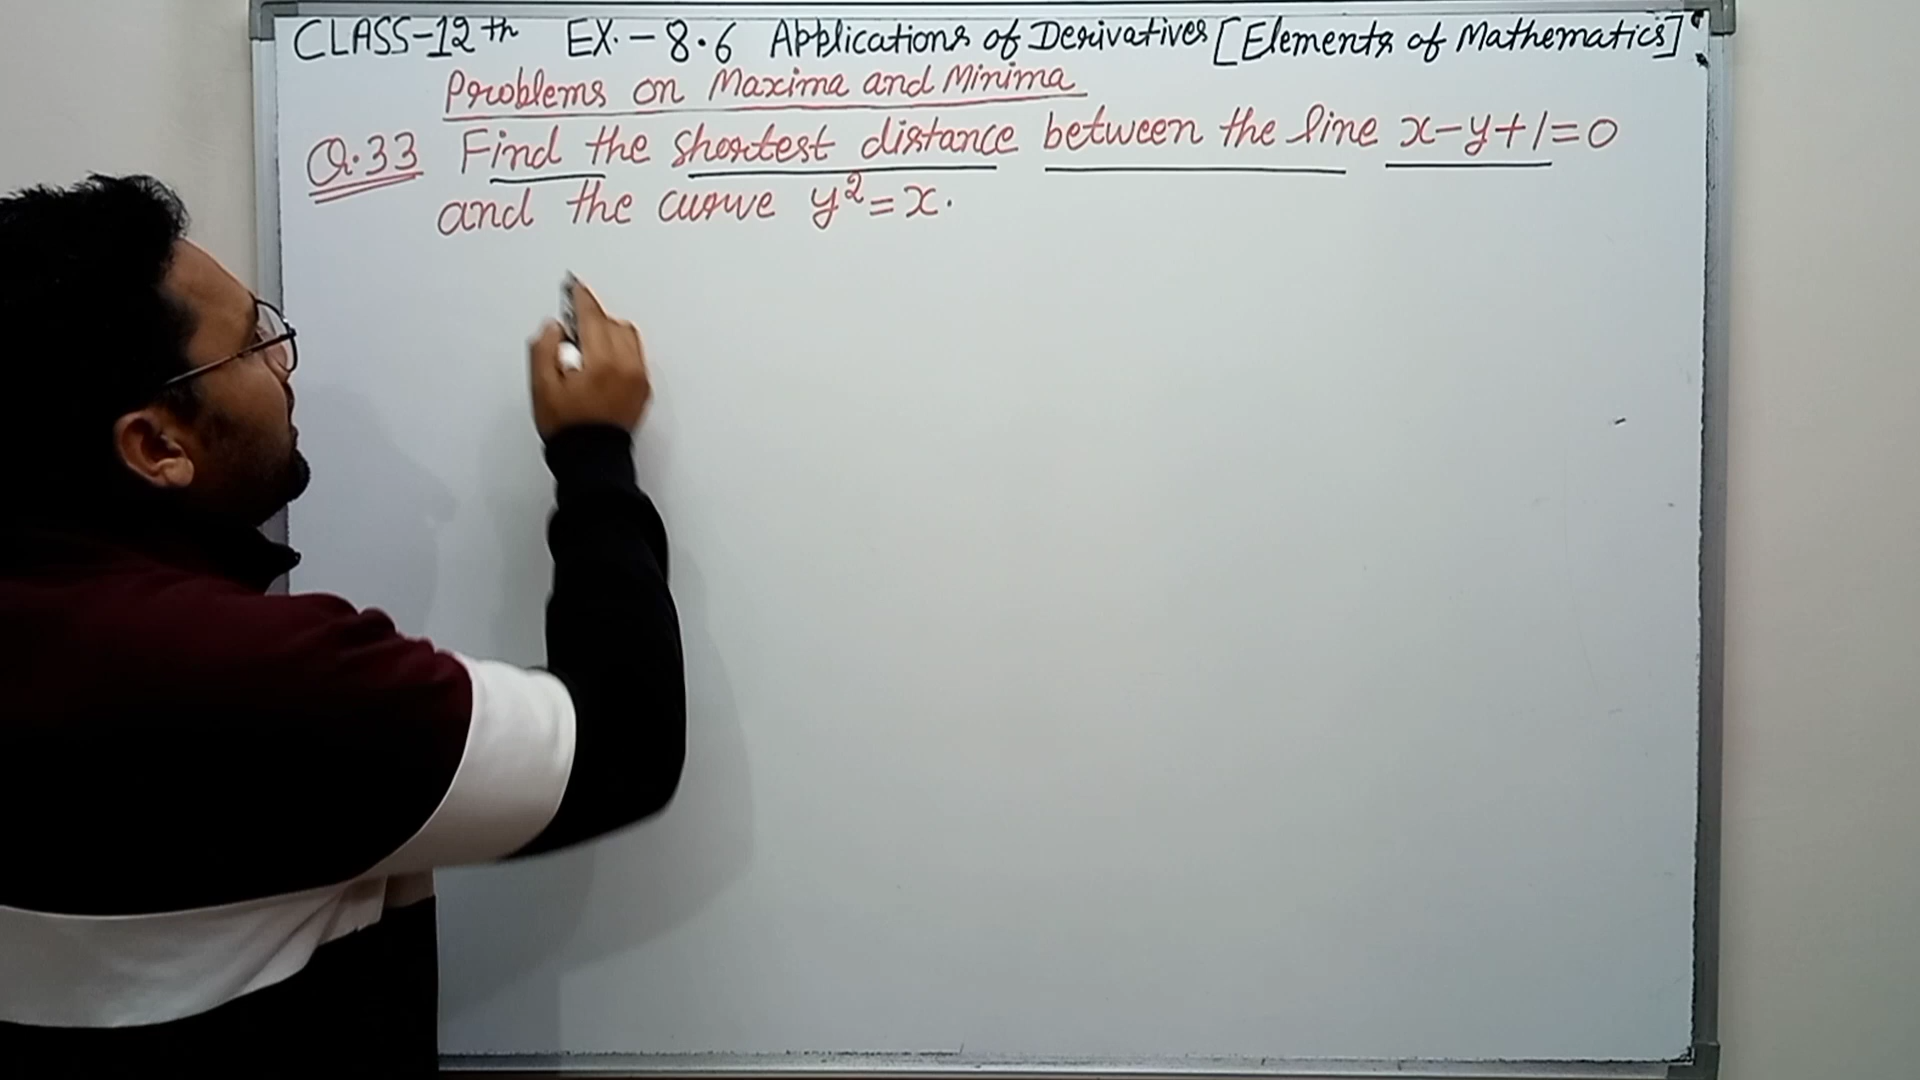 CLASS-12th EX.-8.6 Applications of Derivatives [Elements of Mathematics]
Problems on Maxima and Minima
Q.33 Find the shortest distance between the line x-y+1=0
and the curve y²=x.